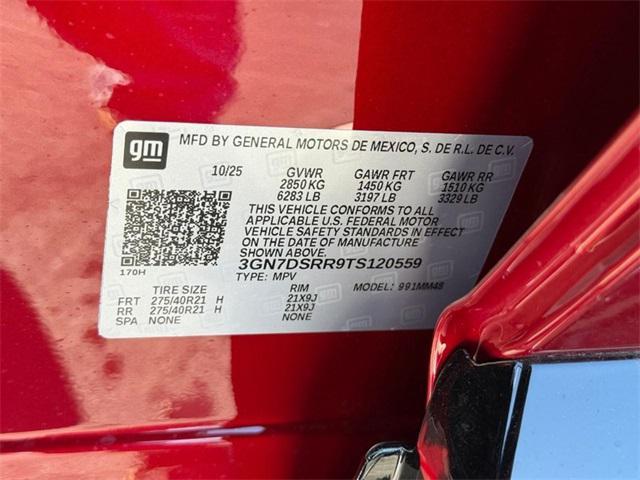 gm MFD BY GENERAL MOTORS DE MEXICO, S. DE R.L. DE C.V.
10/25 GVWR GAWR FRT GAWR RR
2850 KG 1450 KG 1510 KG
6283 LB 3197 LB 3329 LB
THIS VEHICLE CONFORMS TO ALL
APPLICABLE U.S. FEDERAL MOTOR
VEHICLE SAFETY STANDARDS IN EFFECT
ON THE DATE OF MANUFACTURE
SHOWN ABOVE.
3GN7DSRR9TS120559
170H TYPE: MPV MODEL: 991MM48
TIRE SIZE RIM
FRT 275/40R21 H 21X9J
RR 275/40R21 H 21X9J
SPA NONE NONE